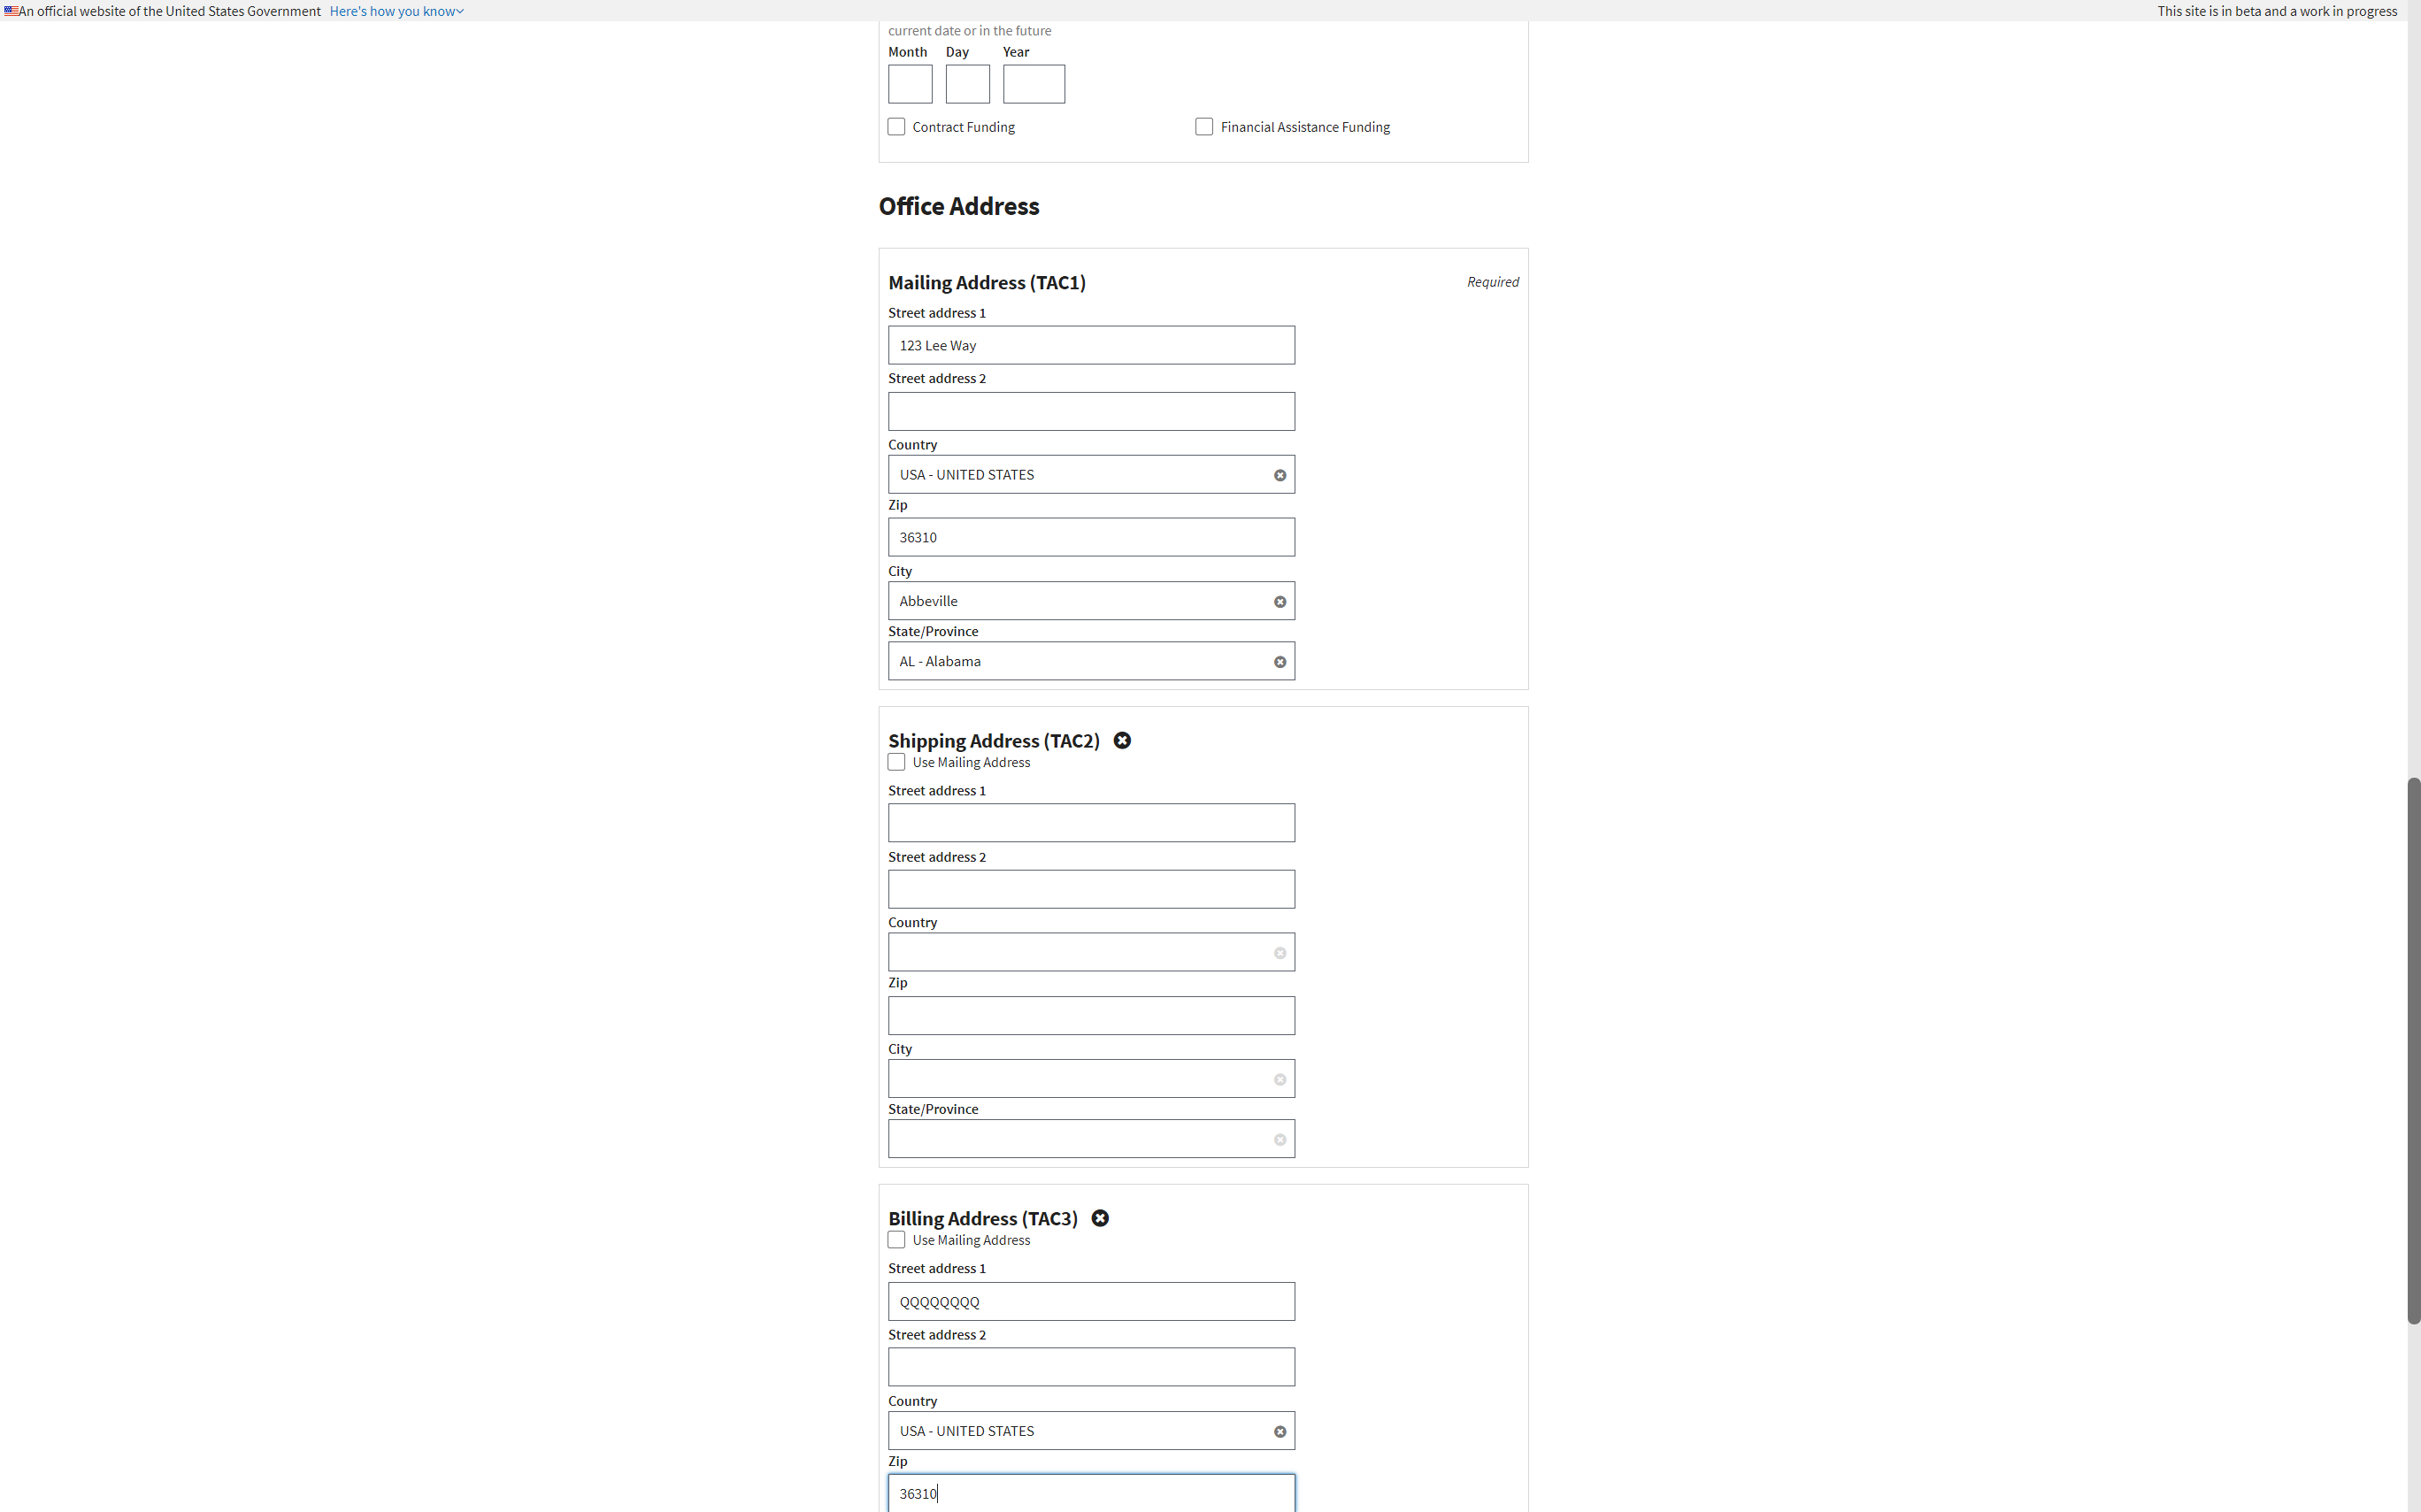 An official website of the United States Government Here's how you know
This site is in beta and a work in progress
current date or in the future
Month Day Year
Contract Funding Financial Assistance Funding
Office Address
Mailing Address (TAC1) Required
Street address 1
123 Lee Way
Street address 2
Country
USA - UNITED STATES
Zip
36310
City
Abbeville
State/Province
AL - Alabama
Shipping Address (TAC2)
Use Mailing Address
Street address 1
Street address 2
Country
Zip
City
State/Province
Billing Address (TAC3)
Use Mailing Address
Street address 1
QQQQQQQQ
Street address 2
Country
USA - UNITED STATES
Zip
36310